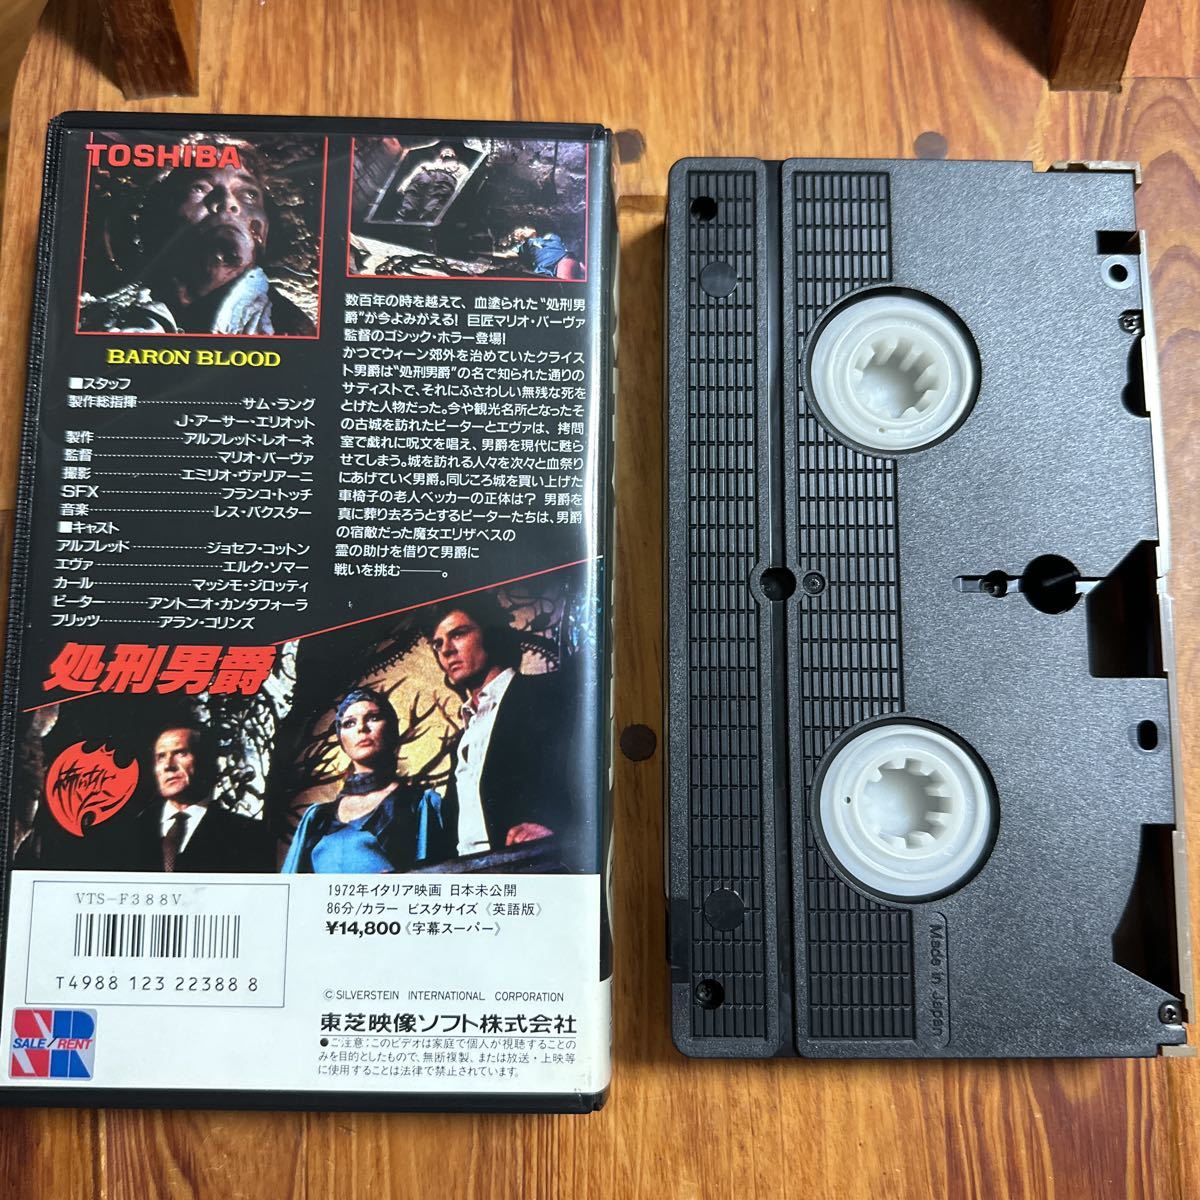 TOSHIBA
BARON BLOOD
■スタッフ
製作総指揮……………サム・ラング
J・アーサー・エリオット
製作……………アルフレッド・レオーネ
監督……………マリオ・バーヴァ
撮影……………エミリオ・ヴァリアーニ
SFX……………フランコ・トッチ
音楽……………レス・バクスター
■キャスト
アルフレッド……………ジョセフ・コットン
エヴァ……………エルク・ソマー
カール……………マッシモ・ジロッティ
ピーター……………アントニオ・カンタフォーラ
フリッツ……………アラン・コリンズ
数百年の時を越えて、血塗られた“処刑男
爵”が今よみがえる! 巨匠マリオ・バーヴァ
監督のゴシック・ホラー登場!
かつてウィーン郊外を治めていたクライス
ト男爵は“処刑男爵”の名で知られた通りの
サディストで、それにふさわしい無残な死を
とげた人物だった。今や観光名所となったそ
の古城を訪れたピーターとエヴァは、拷問
室で戯れに呪文を唱え、男爵を現代に甦ら
せてしまう。城を訪れる人々を次々と血祭り
にあげていく男爵。同じころ城を買い上げた
車椅子の老人ベッカーの正体は? 男爵を
真に葬り去ろうとするピーターたちは、男爵
の宿敵だった魔女エリザベスの
霊の助けを借りて男爵に
戦いを挑む——。
処刑男爵
VTS-F388V
T4988 123 22388 8
SR
SALE/RENT
1972年イタリア映画 日本未公開
86分/カラー ビスタサイズ《英語版》
¥14,800《字幕スーパー》
©SILVERSTEIN INTERNATIONAL CORPORATION
東芝映像ソフト株式会社
●ご注意:このビデオは家庭で個人が視聴することの
みを目的としたもので、無断複製、または放送・上映等
に使用することは法律で禁止されています。
Made in Japan